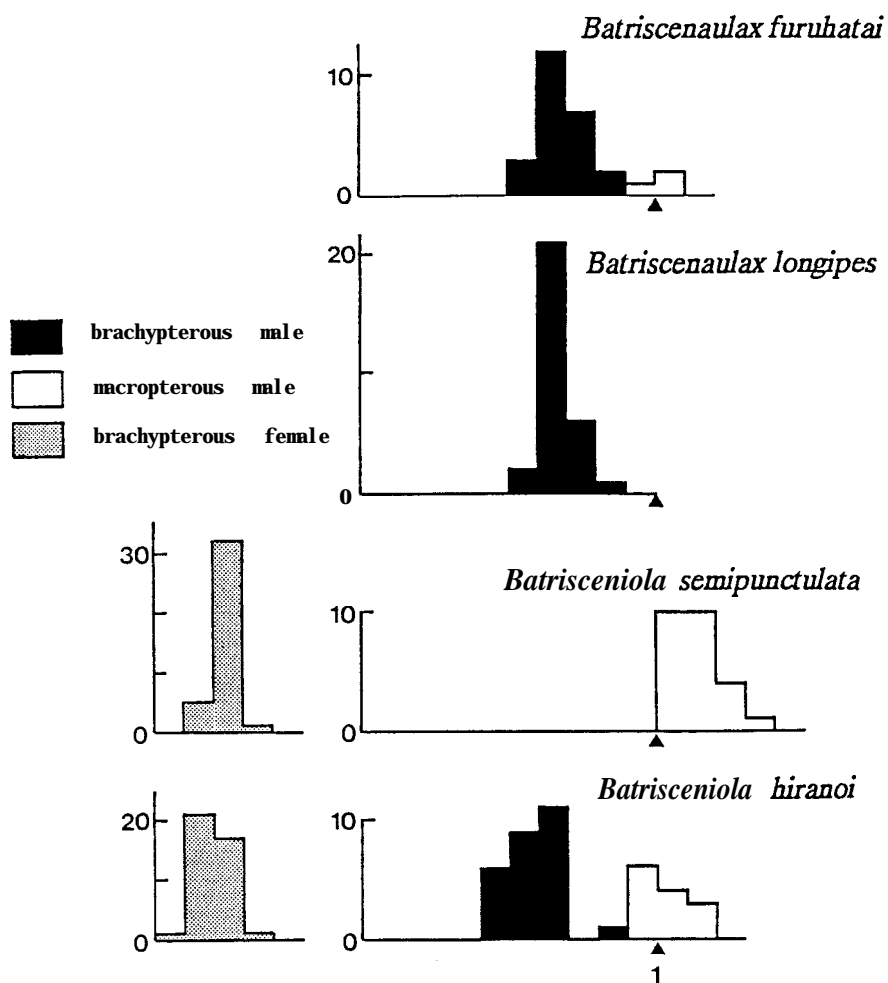 Batriscenaulax furuhatai
10
0
20
Batriscenaulax longipes
0
brachypterous male
macropterous male
brachypterous female
30
0
Batrisceniola semipunctulata
10
0
20
0
Batrisceniola hiranoi
10
0
1